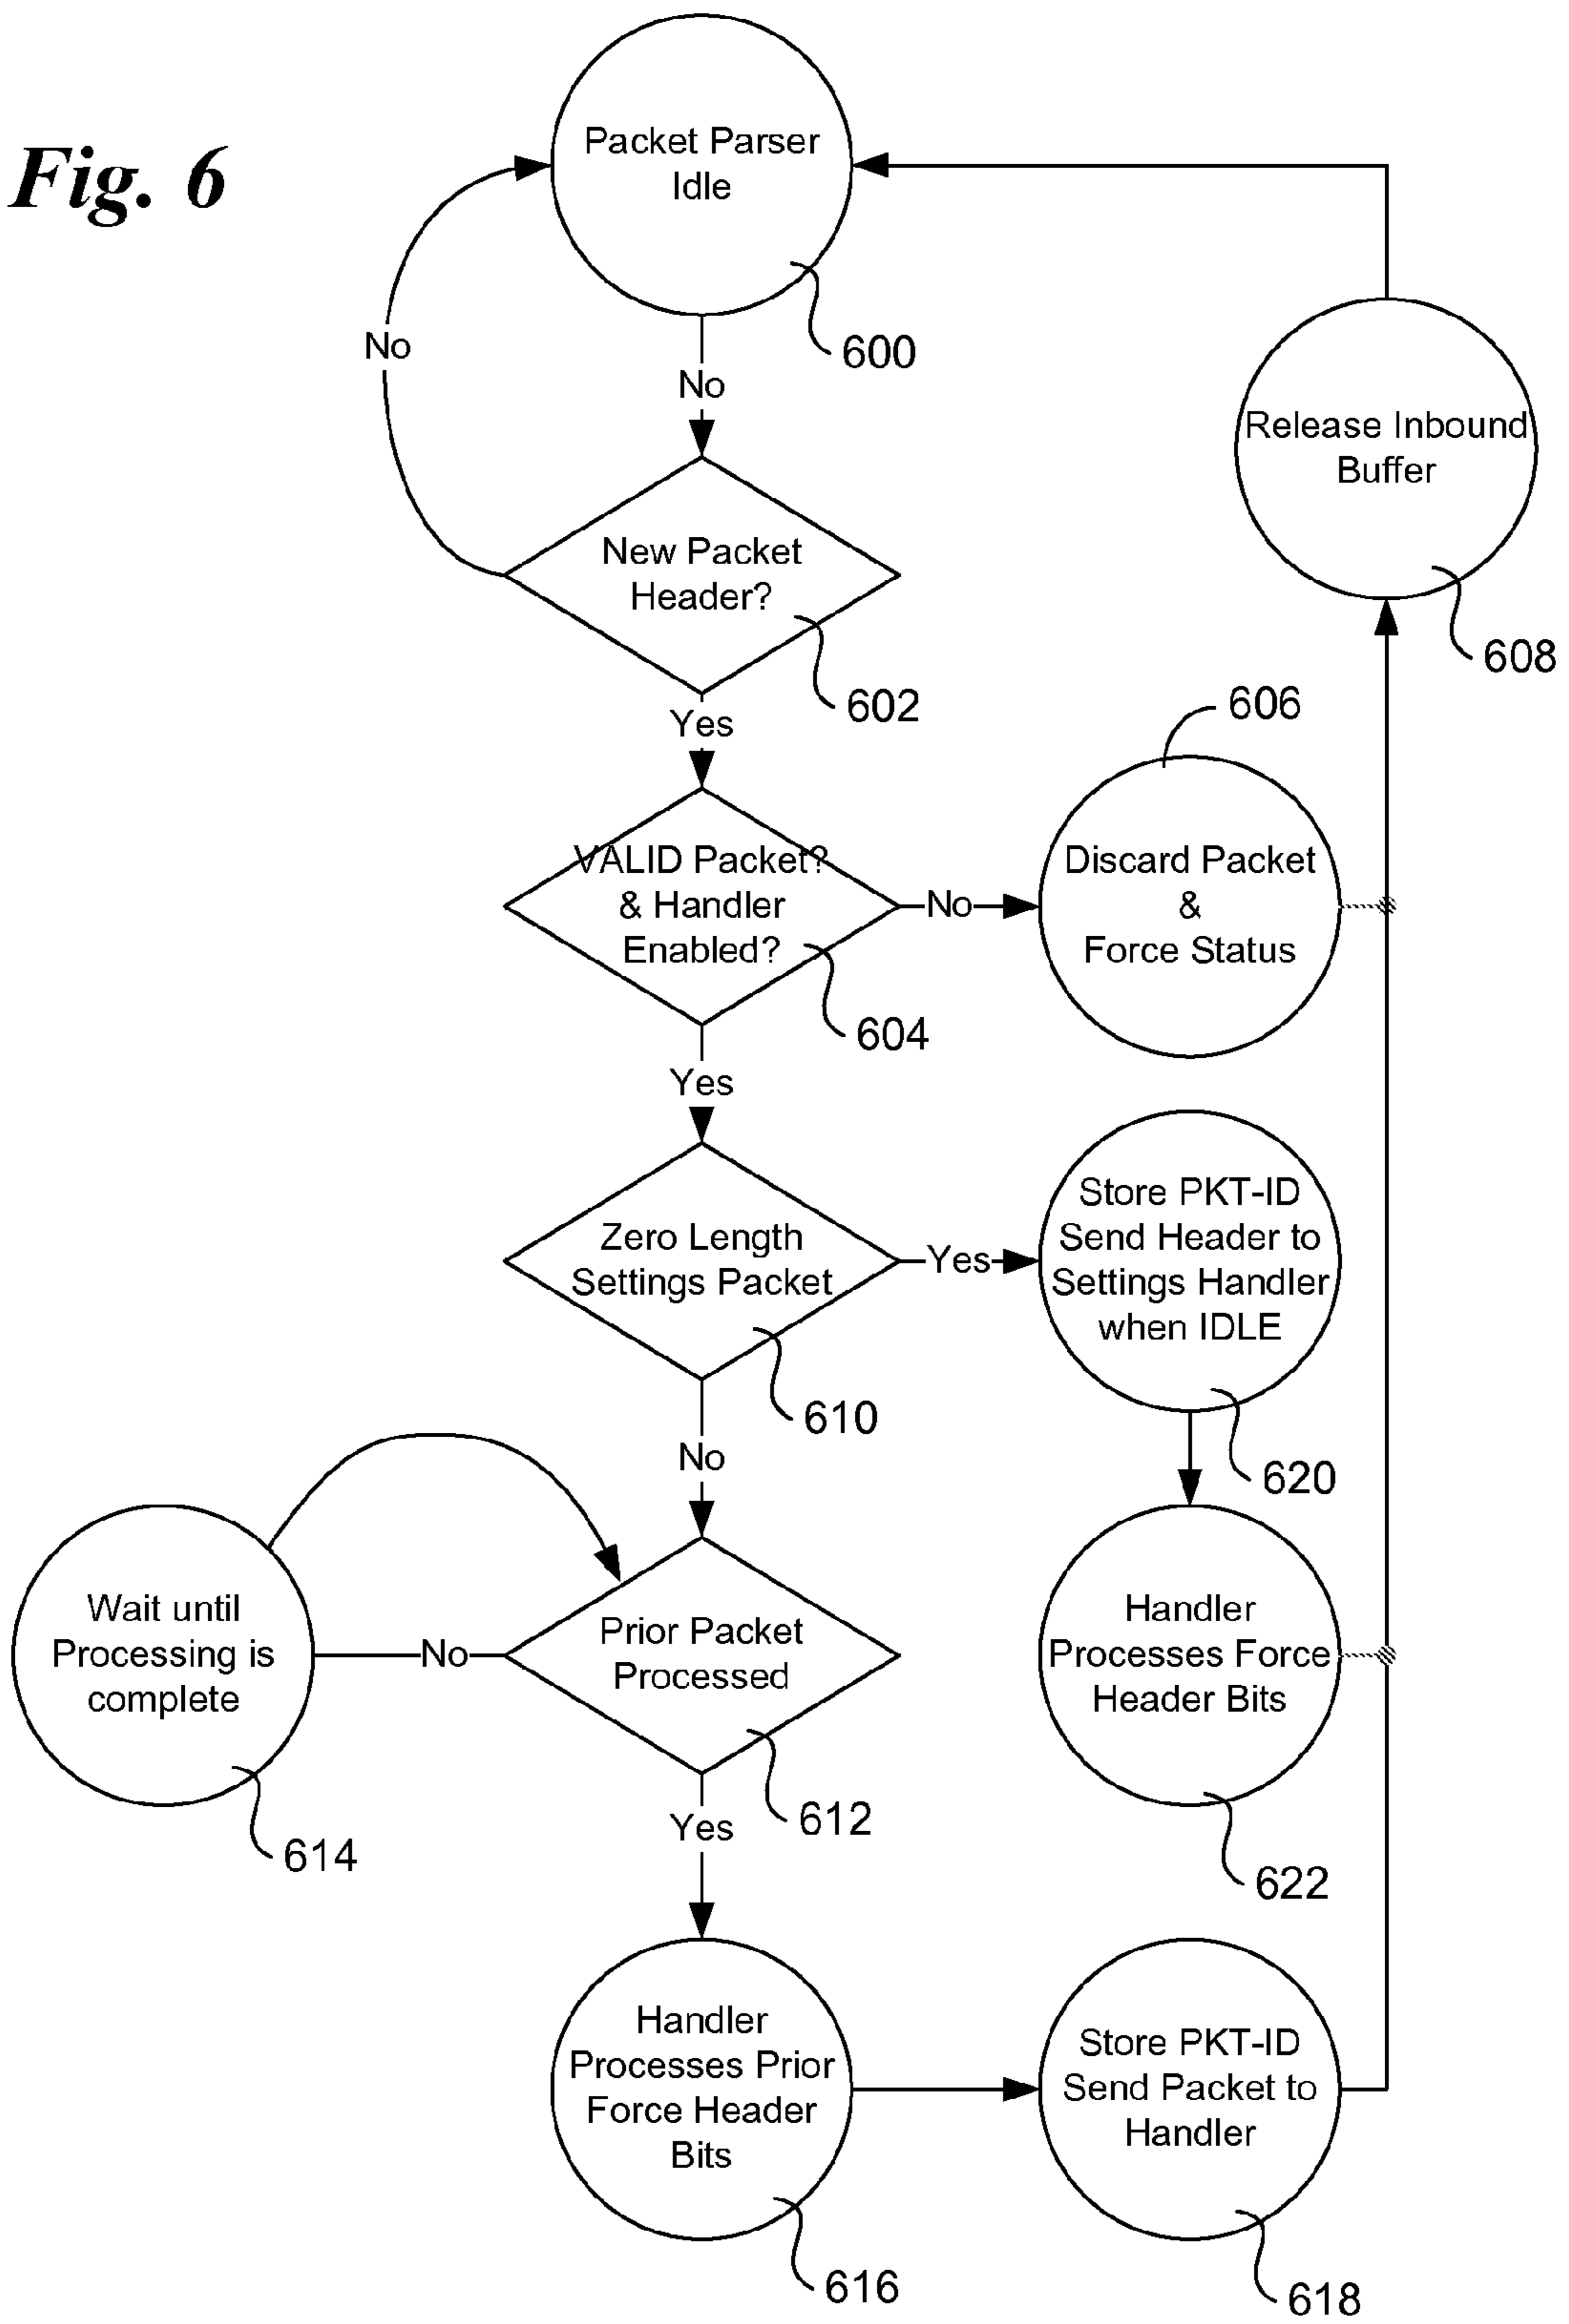 Fig. 6
Packet Parser
Idle
600
No
No
Release Inbound
Buffer
608
New Packet
Header?
602
Yes
606
VALID Packet?
& Handler
Enabled?
604
No
Discard Packet
&
Force Status
Yes
Zero Length
Settings Packet
610
Yes
Store PKT-ID
Send Header to
Settings Handler
when IDLE
620
No
Wait until
Processing is
complete
614
No
Prior Packet
Processed
612
Handler
Processes Force
Header Bits
622
Yes
Handler
Processes Prior
Force Header
Bits
616
Store PKT-ID
Send Packet to
Handler
618